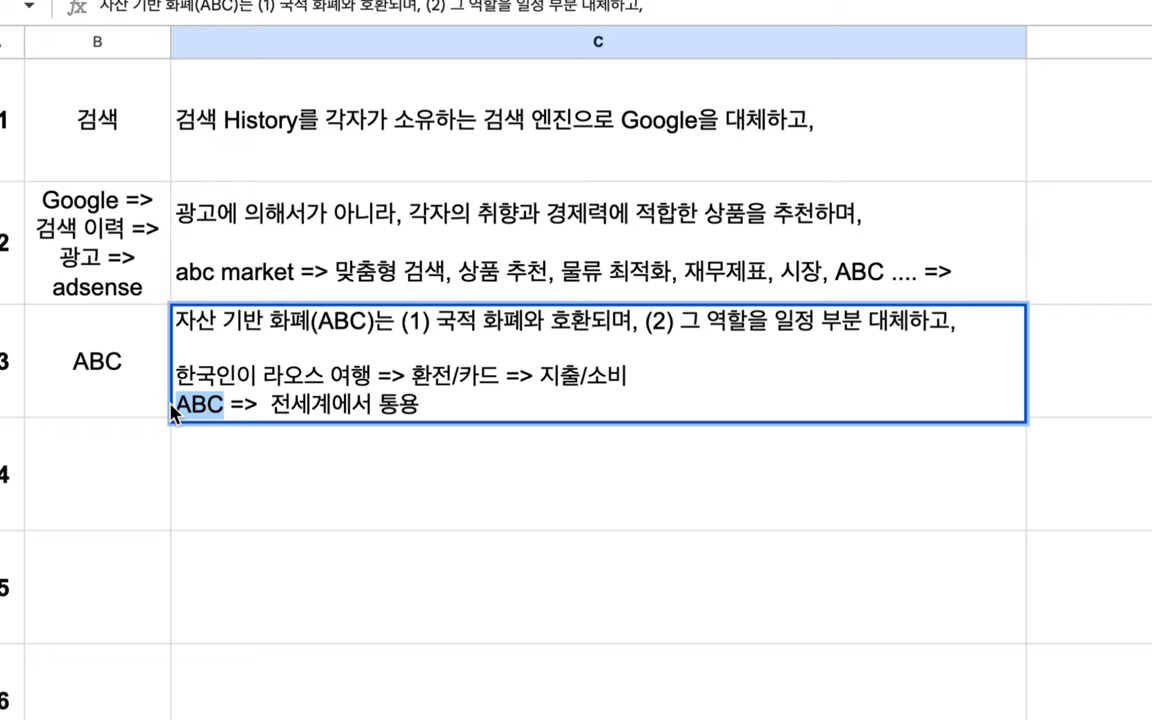 fx 자산 기반 화폐(ABC)는 (1) 국적 화폐와 호환되며, (2) 그 역할을 일정 부분 대체하고,
B C
1 검색 검색 History를 각자가 소유하는 검색 엔진으로 Google을 대체하고,
2
Google =>
검색 이력 =>
광고 =>
adsense
광고에 의해서가 아니라, 각자의 취향과 경제력에 적합한 상품을 추천하며,
abc market => 맞춤형 검색, 상품 추천, 물류 최적화, 재무제표, 시장, ABC .... =>
3
ABC
자산 기반 화폐(ABC)는 (1) 국적 화폐와 호환되며, (2) 그 역할을 일정 부분 대체하고,
한국인이 라오스 여행 => 환전/카드 => 지출/소비
ABC => 전세계에서 통용
4
5
6